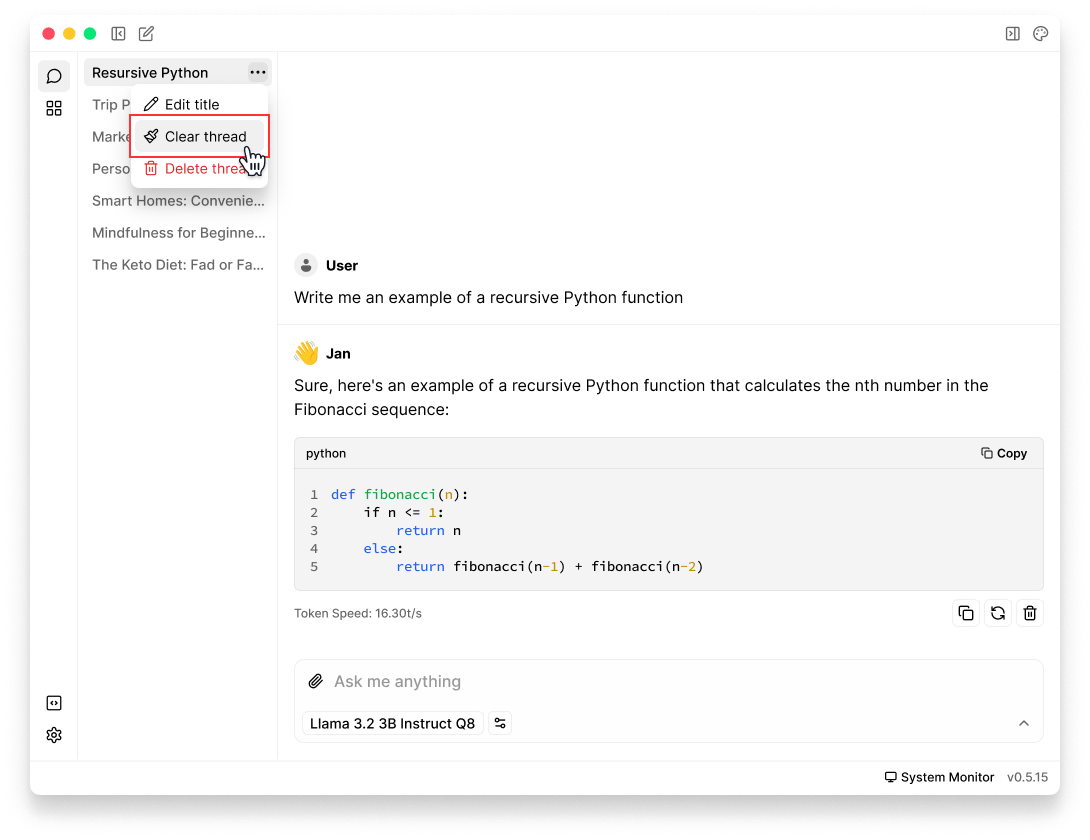 Resursive Python
Trip P
Edit title
Marke
Clear thread
Perso
Delete threa
Smart Homes: Convenie...
Mindfulness for Beginne...
The Keto Diet: Fad or Fa...
User
Write me an example of a recursive Python function
Jan
Sure, here's an example of a recursive Python function that calculates the nth number in the
Fibonacci sequence:
python
Copy
1 def fibonacci(n):
2     if n <= 1:
3         return n
4     else:
5         return fibonacci(n-1) + fibonacci(n-2)
Token Speed: 16.30t/s
Ask me anything
Llama 3.2 3B Instruct Q8
System Monitor v0.5.15